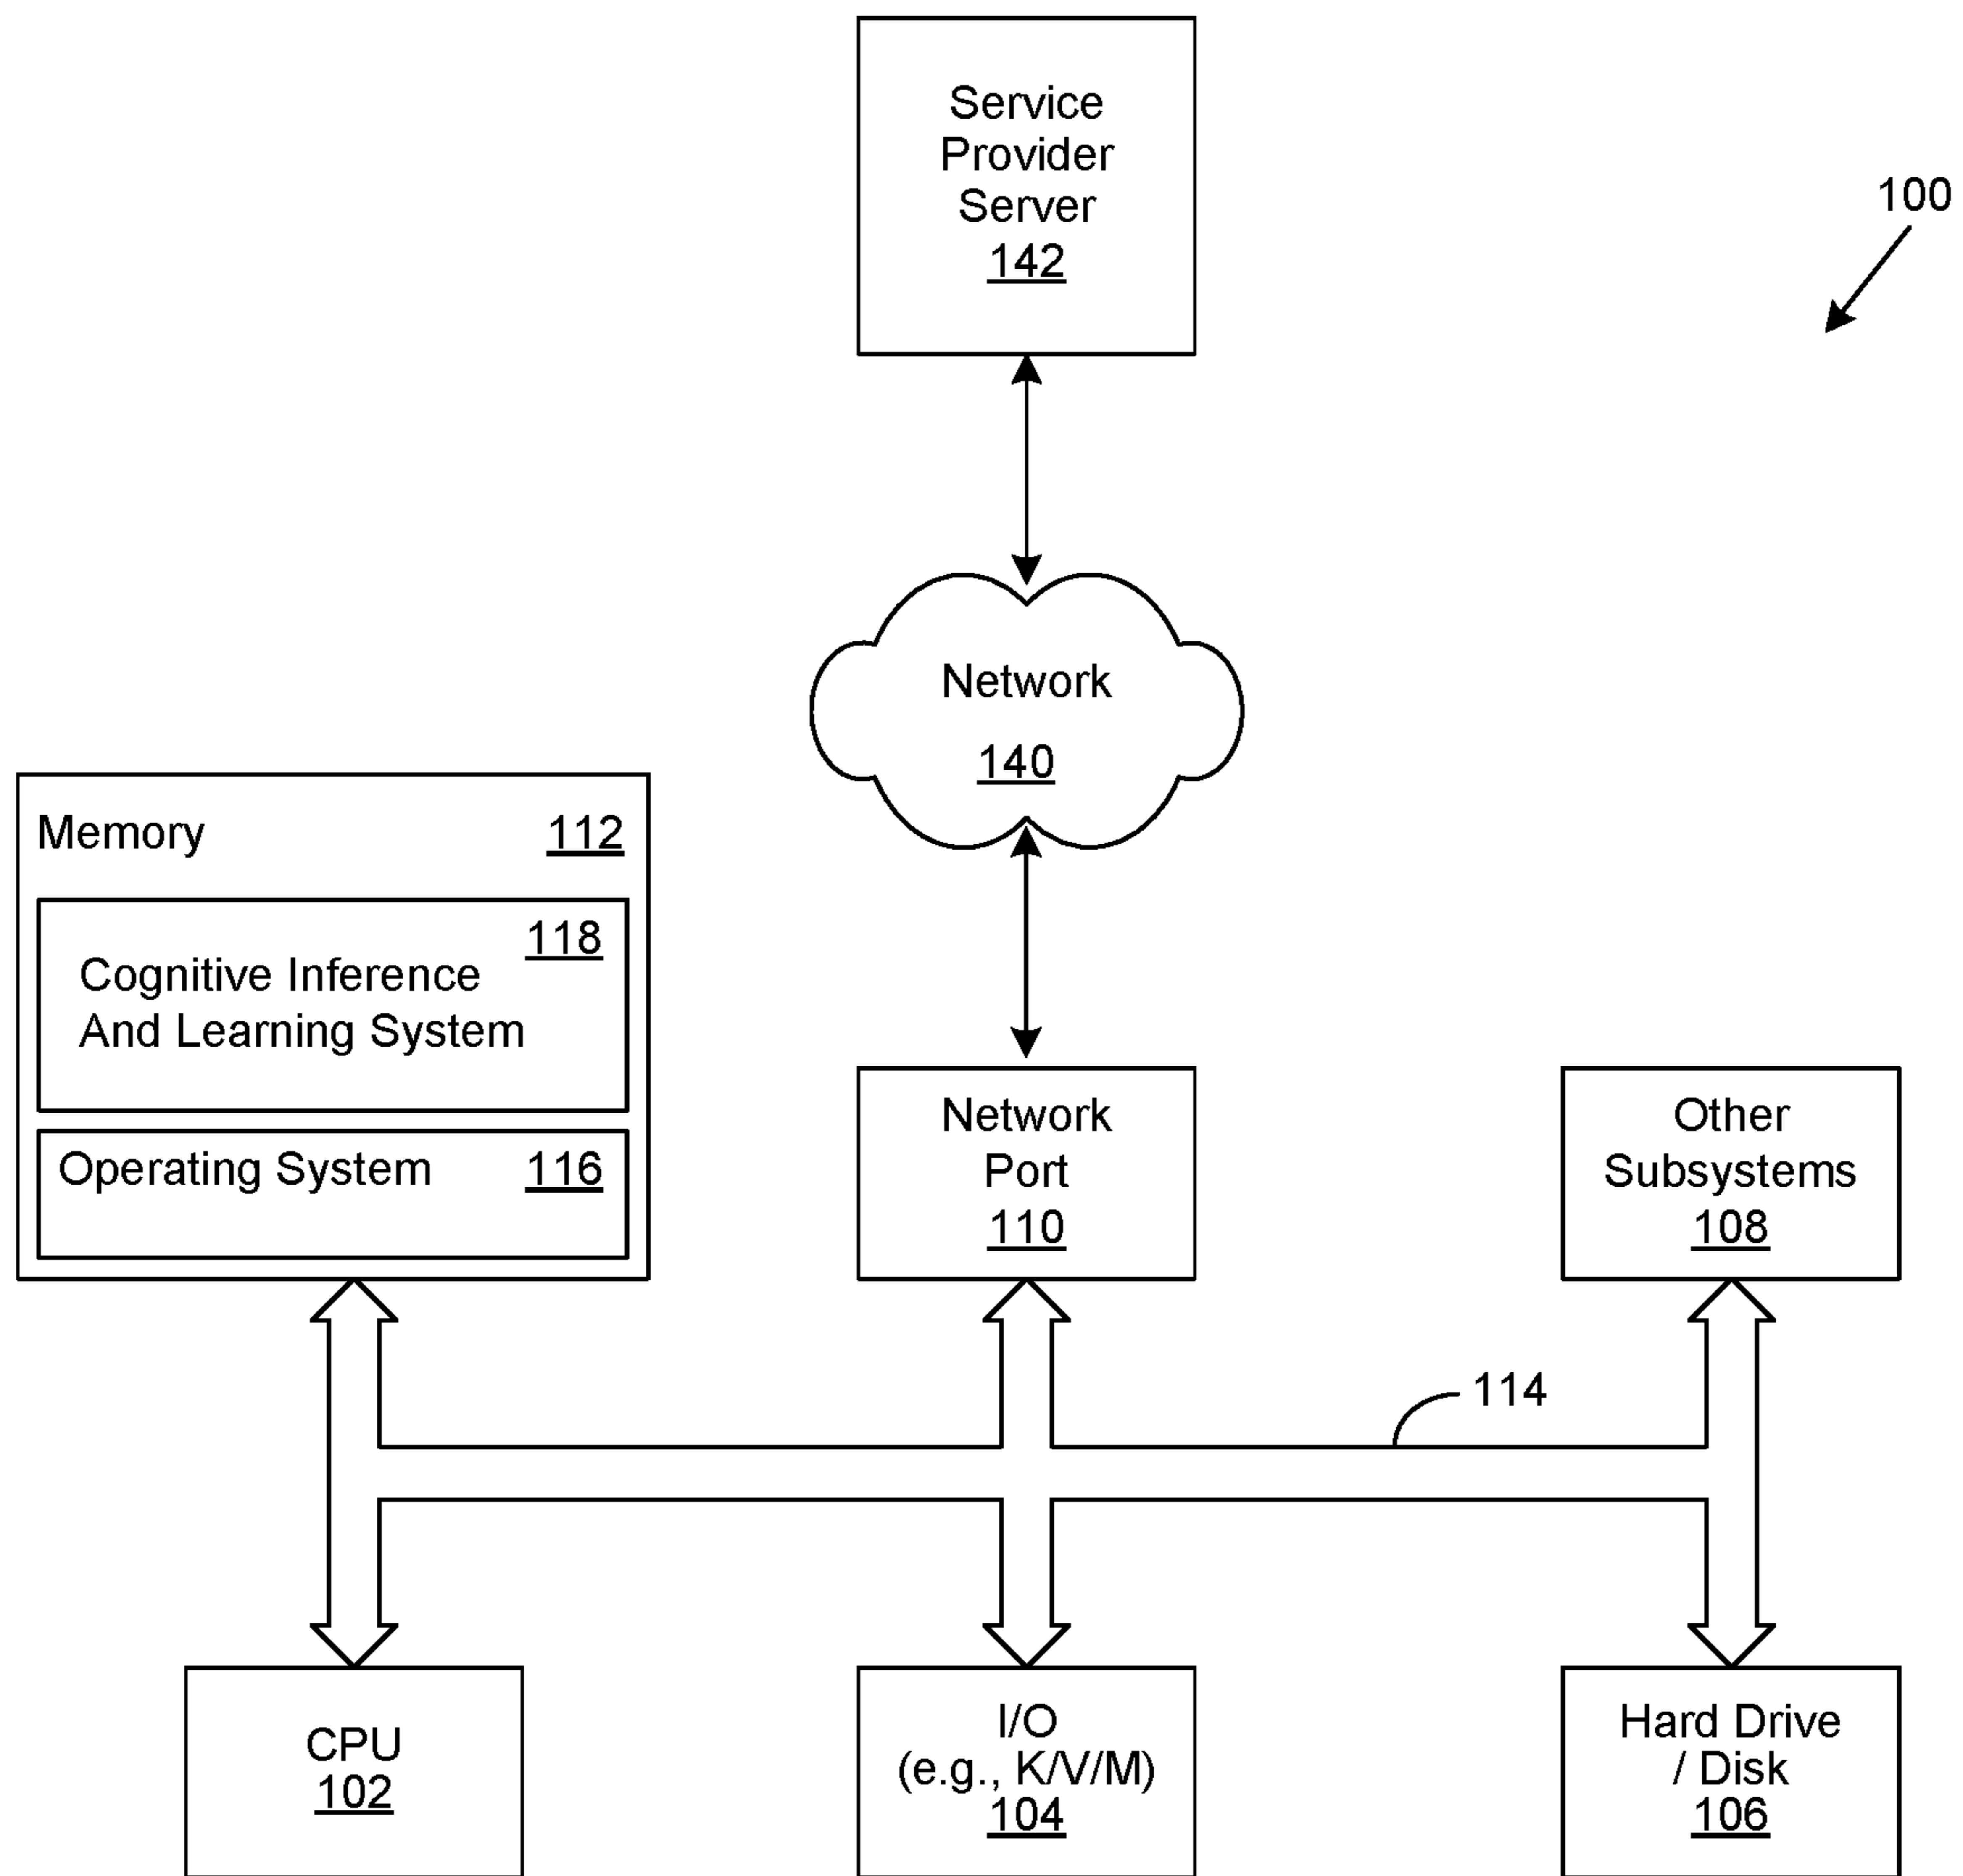 Service
Provider
Server
142
100
Network
140
Memory 112
118
Cognitive Inference
And Learning System
Operating System 116
Network
Port
110
Other
Subsystems
108
114
CPU
102
I/O
(e.g., K/V/M)
104
Hard Drive
/ Disk
106